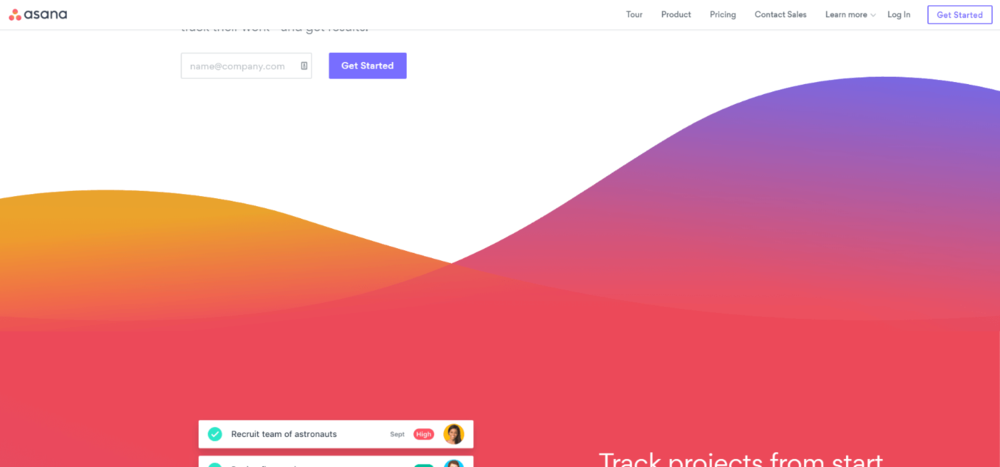 asana
Tour Product Pricing Contact Sales Learn more Log In Get Started
track their work and get results.
name@company.com Get Started
Recruit team of astronauts Sept High
Track projects from start